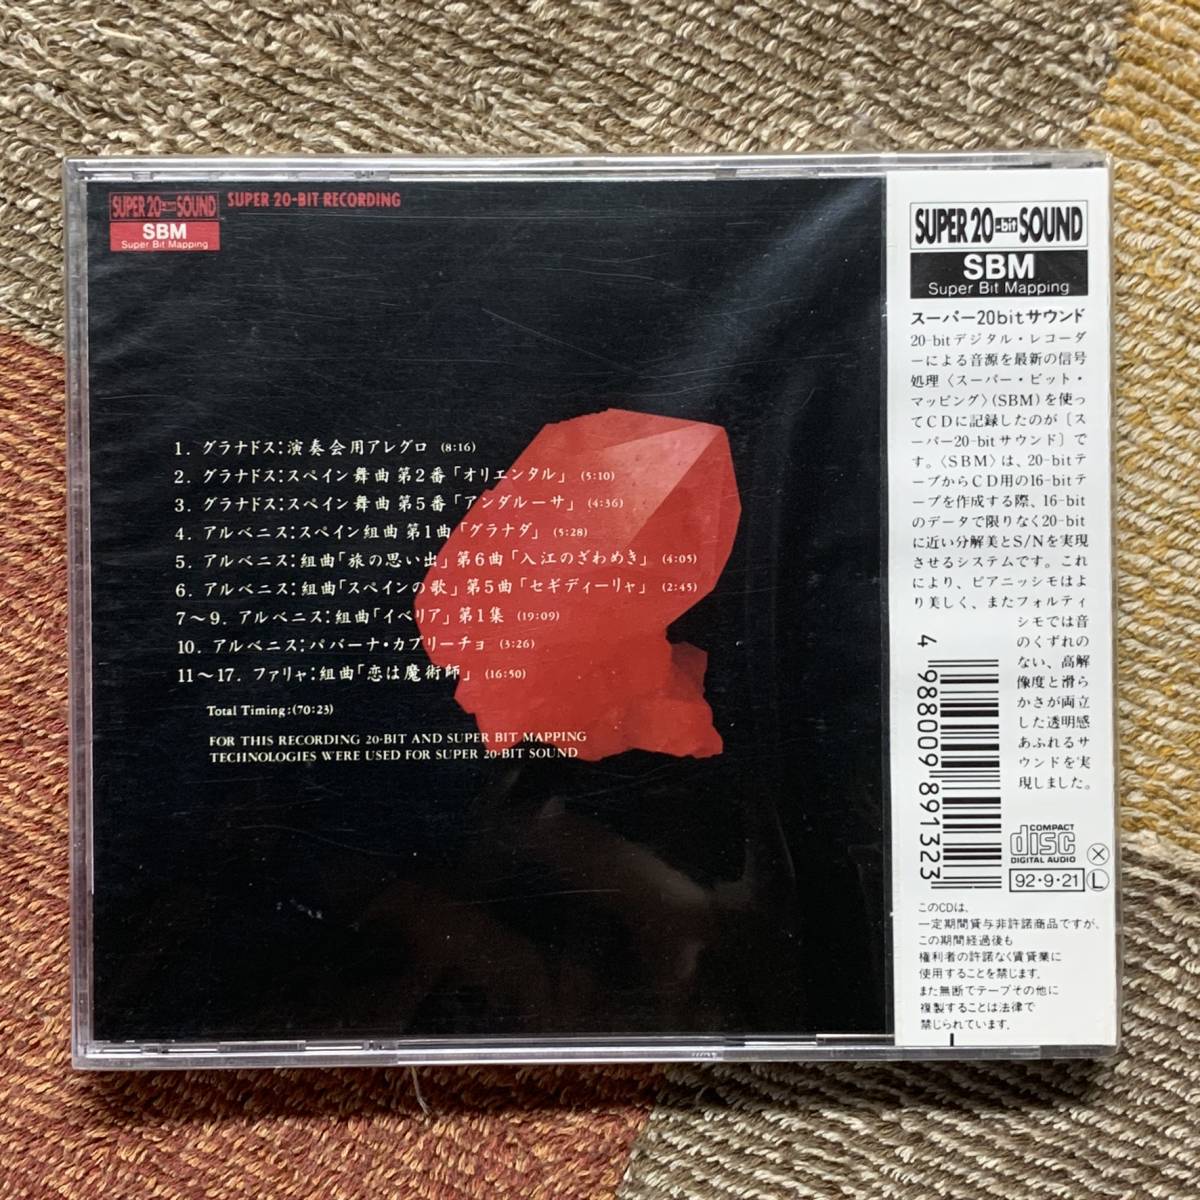 SUPER 20-bit SOUND
SBM
Super Bit Mapping
SUPER 20-BIT RECORDING
1. グラナドス:演奏会用アレグロ (8:16)
2. グラナドス:スペイン舞曲第2番「オリエンタル」 (5:10)
3. グラナドス:スペイン舞曲第5番「アンダルーサ」 (4:36)
4. アルベニス:スペイン組曲第1曲「グラナダ」 (5:28)
5. アルベニス:組曲「旅の思い出」第6曲「入江のざわめき」 (4:05)
6. アルベニス:組曲「スペインの歌」第5曲「セギディーリャ」 (2:45)
7〜9. アルベニス:組曲「イベリア」第1集 (19:09)
10. アルベニス:パバーナ・カプリーチョ (3:26)
11〜17. ファリャ:組曲「恋は魔術師」 (16:50)
Total Timing:(70:23)
FOR THIS RECORDING 20-BIT AND SUPER BIT MAPPING
TECHNOLOGIES WERE USED FOR SUPER 20-BIT SOUND
SUPER 20-bit SOUND
SBM
Super Bit Mapping
スーパー20bitサウンド
20-bitデジタル・レコーダ
ーによる音源を最新の信号
処理〈スーパー・ビット・
マッピング〉(SBM)を使っ
てCDに記録したのが〔ス
ーパー20-bitサウンド〕で
す。〈SBM〉は、20-bitテ
ープからCD用の16-bitテ
ープを作成する際、16-bit
のデータで限りなく20-bit
に近い分解美とS/Nを実現
させるシステムです。これ
により、ピアニッシモはよ
り美しく、またフォルティ
シモでは音
のくずれの
ない、高解
像度と滑ら
かさが両立
した透明感
あふれるサ
ウンドを実
現しました。
4 988009 891323
COMPACT
disc
DIGITAL AUDIO
92・9・21
X
L
このCDは、
一定期間貸与非許諾商品ですが、
この期間経過後も
権利者の許諾なく賃貸業に
使用することを禁じます。
また無断でテープその他に
複製することは法律で
禁じられています。